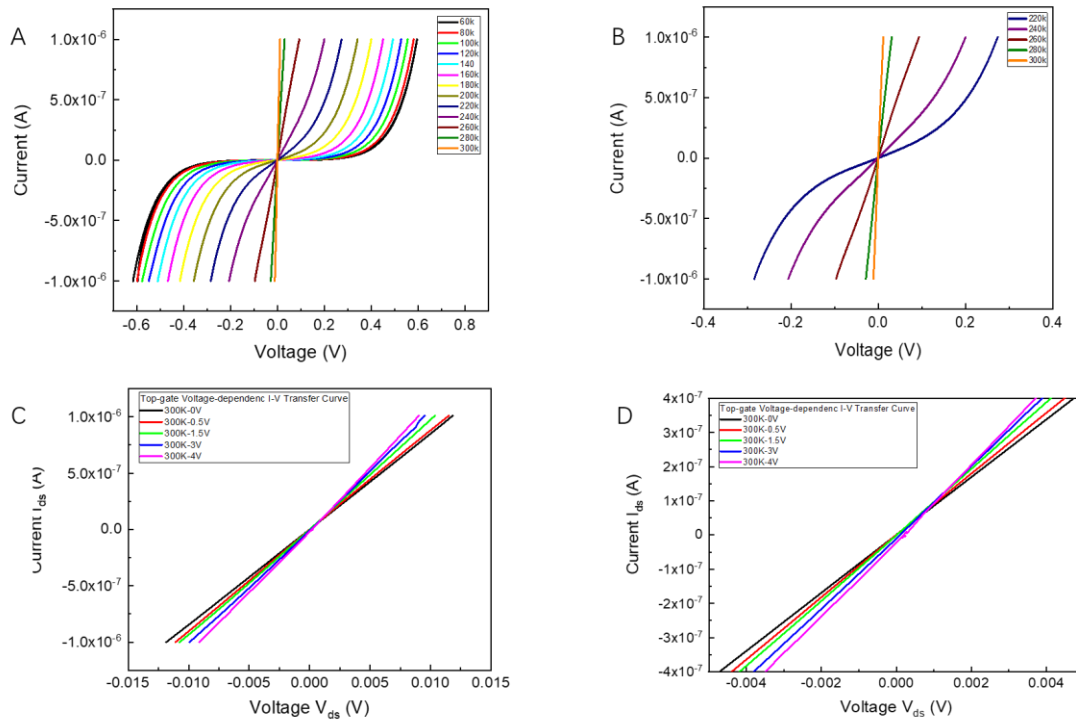 A
1.0x10-6
5.0x10-7
0.0
-5.0x10-7
-1.0x10-6
Current (A)
-0.6 -0.4 -0.2 0.0 0.2 0.4 0.6 0.8
Voltage (V)
60k
80k
100k
120k
140
160k
180k
200k
220k
240k
260k
280k
300k
B
1.0x10-6
5.0x10-7
0.0
-5.0x10-7
-1.0x10-6
Current (A)
-0.4 -0.2 0.0 0.2 0.4
Voltage (V)
220k
240k
260k
280k
300k
C
Top-gate Voltage-dependenc I-V Transfer Curve
300K-0V
300K-0.5V
300K-1.5V
300K-3V
300K-4V
1.0x10-6
5.0x10-7
0.0
-5.0x10-7
-1.0x10-6
Current Ids (A)
-0.015 -0.010 -0.005 0.000 0.005 0.010 0.015
Voltage Vds (V)
D
Top-gate Voltage-dependenc I-V Transfer Curve
300K-0V
300K-0.5V
300K-1.5V
300K-3V
300K-4V
4x10-7
3x10-7
2x10-7
1x10-7
0
-1x10-7
-2x10-7
-3x10-7
-4x10-7
Current Ids (A)
-0.004 -0.002 0.000 0.002 0.004
Voltage Vds (V)